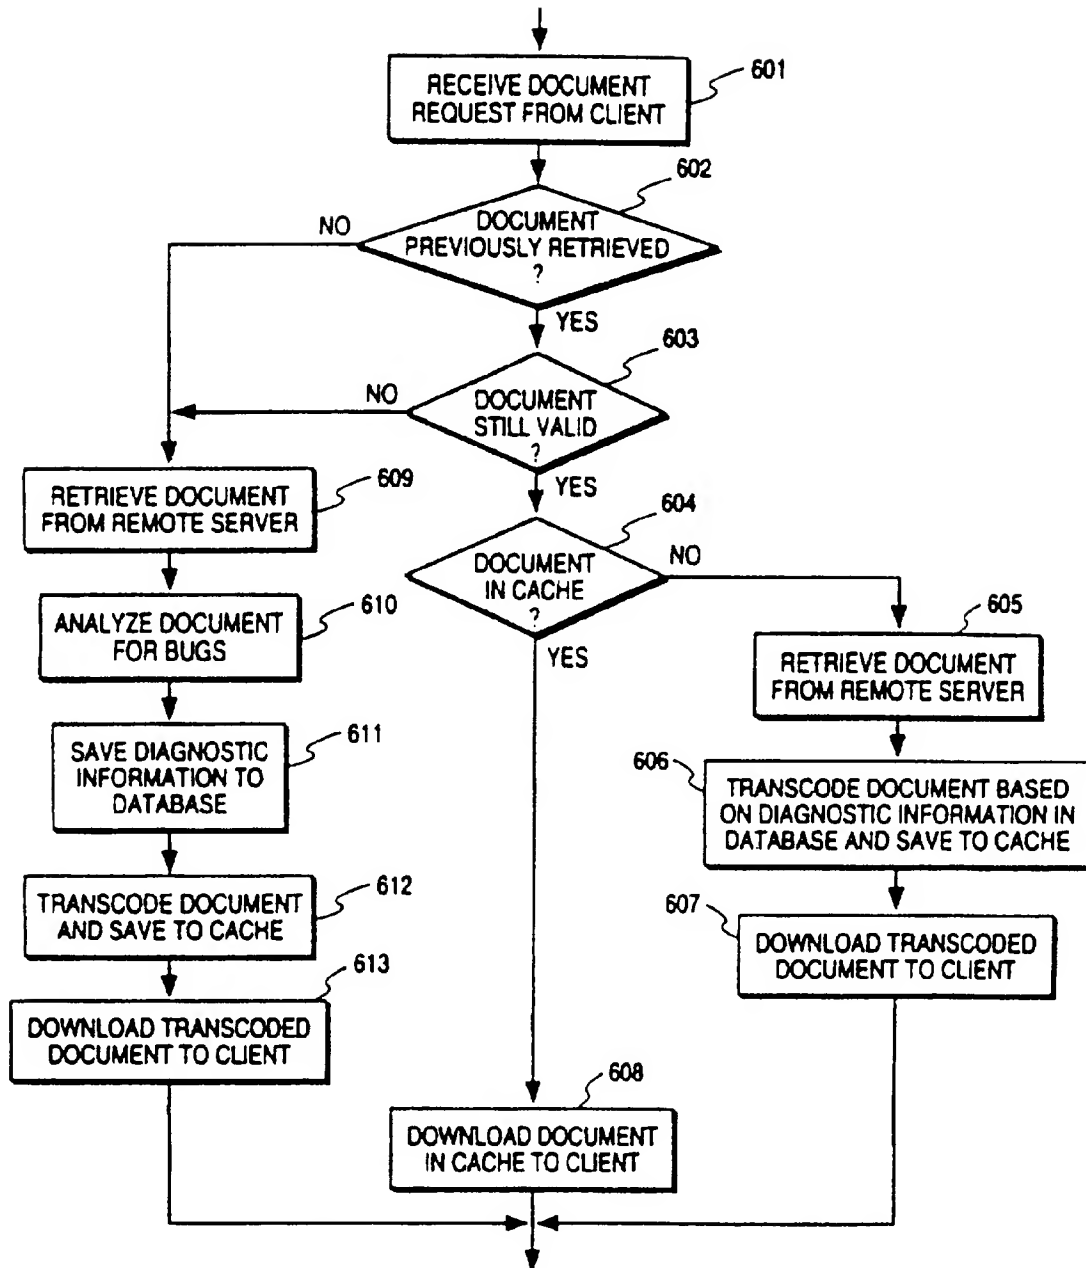 RECEIVE DOCUMENT
REQUEST FROM CLIENT
601
602
DOCUMENT
PREVIOUSLY RETRIEVED
?
NO
YES
603
DOCUMENT
STILL VALID
?
NO
YES
604
DOCUMENT
IN CACHE
?
NO
YES
605
RETRIEVE DOCUMENT
FROM REMOTE SERVER
606
TRANSCODE DOCUMENT BASED
ON DIAGNOSTIC INFORMATION IN
DATABASE AND SAVE TO CACHE
607
DOWNLOAD TRANSCODED
DOCUMENT TO CLIENT
608
DOWNLOAD DOCUMENT
IN CACHE TO CLIENT
609
RETRIEVE DOCUMENT
FROM REMOTE SERVER
610
ANALYZE DOCUMENT
FOR BUGS
611
SAVE DIAGNOSTIC
INFORMATION TO
DATABASE
612
TRANSCODE DOCUMENT
AND SAVE TO CACHE
613
DOWNLOAD TRANSCODED
DOCUMENT TO CLIENT